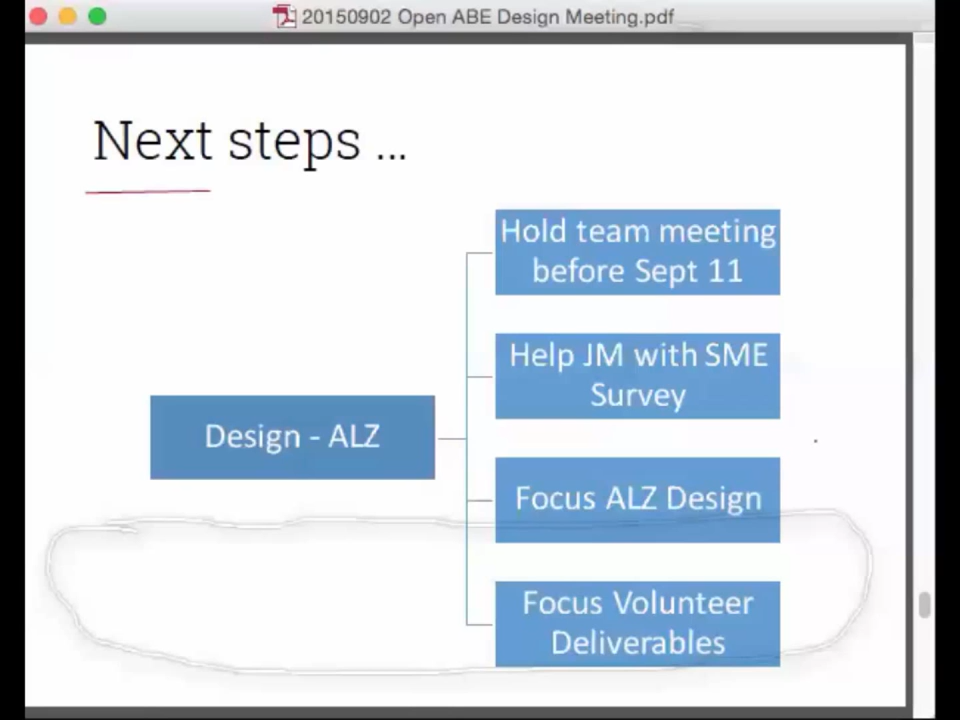 20150902 Open ABE Design Meeting.pdf
Next steps ...
Hold team meeting
before Sept 11
Help JM with SME
Survey
Design - ALZ
Focus ALZ Design
Focus Volunteer
Deliverables